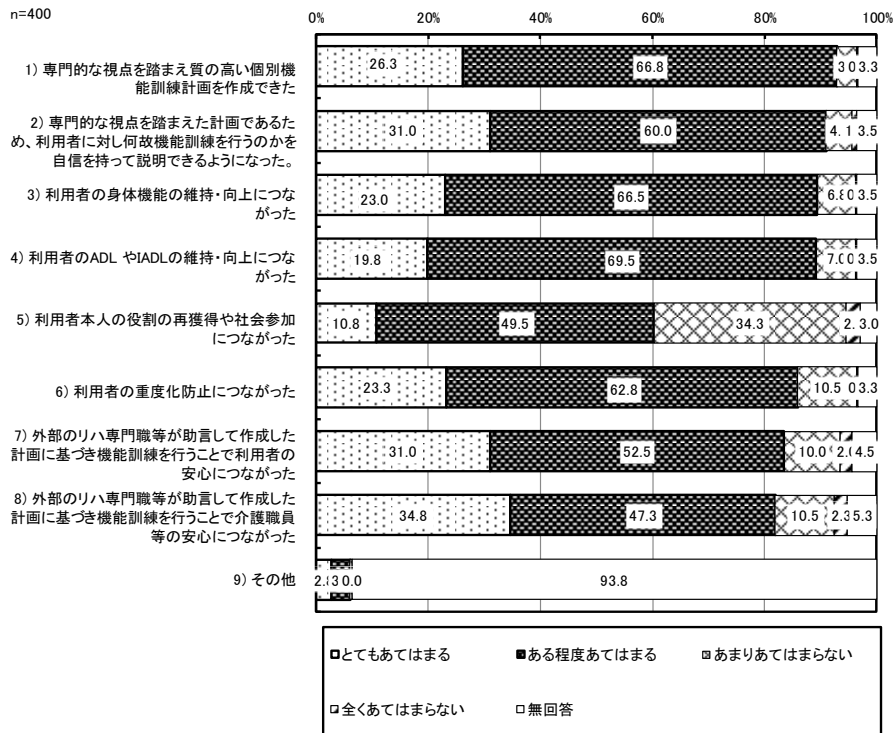 n=400
0% 20% 40% 60% 80% 100%
1) 専門的な視点を踏まえ質の高い個別機
能訓練計画を作成できた
26.3 66.8 3.3
2) 専門的な視点を踏まえた計画であるた
め、利用者に対し何故機能訓練を行うのかを
自信を持って説明できるようになった。
31.0 60.0 3.5
3) 利用者の身体機能の維持・向上につな
がった
23.0 66.5 6.8 3.5
4) 利用者のADL やIADLの維持・向上につな
がった
19.8 69.5 7.0 3.5
5) 利用者本人の役割の再獲得や社会参加
につながった
10.8 49.5 34.3 3.0
6) 利用者の重度化防止につながった
23.3 62.8 10.5 3.3
7) 外部のリハ専門職等が助言して作成した
計画に基づき機能訓練を行うことで利用者の
安心につながった
31.0 52.5 10.0 4.5
8) 外部のリハ専門職等が助言して作成した
計画に基づき機能訓練を行うことで介護職員
等の安心につながった
34.8 47.3 10.5 2.3 5.3
9) その他
0.0 93.8
とてもあてはまる ある程度あてはまる あまりあてはまらない
全くあてはまらない 無回答